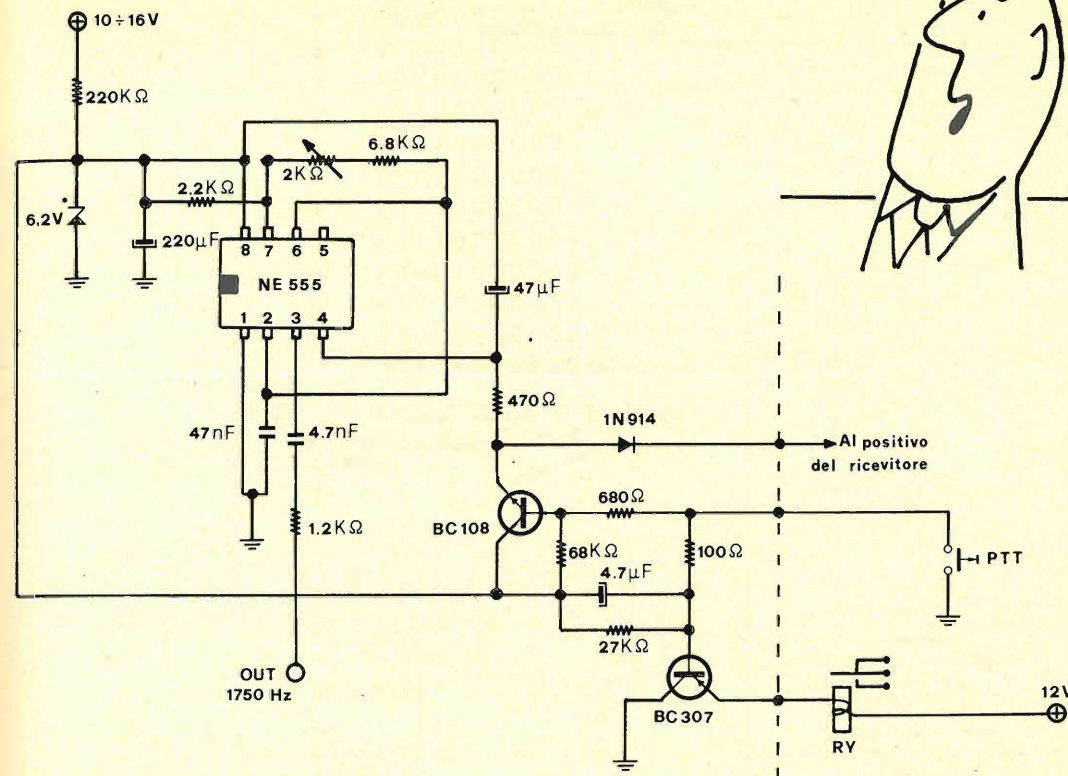 ⊕ 10÷16V
220KΩ
6.8KΩ
2KΩ
2.2KΩ
6,2V
220µF
8 7 6 5
NE 555
1 2 3 4
47µF
470Ω
1N914
Al positivo
del ricevitore
47nF
4.7nF
680Ω
BC108
1.2KΩ
68KΩ
100Ω
PTT
4.7µF
27KΩ
OUT
1750 Hz
BC307
12V
RY